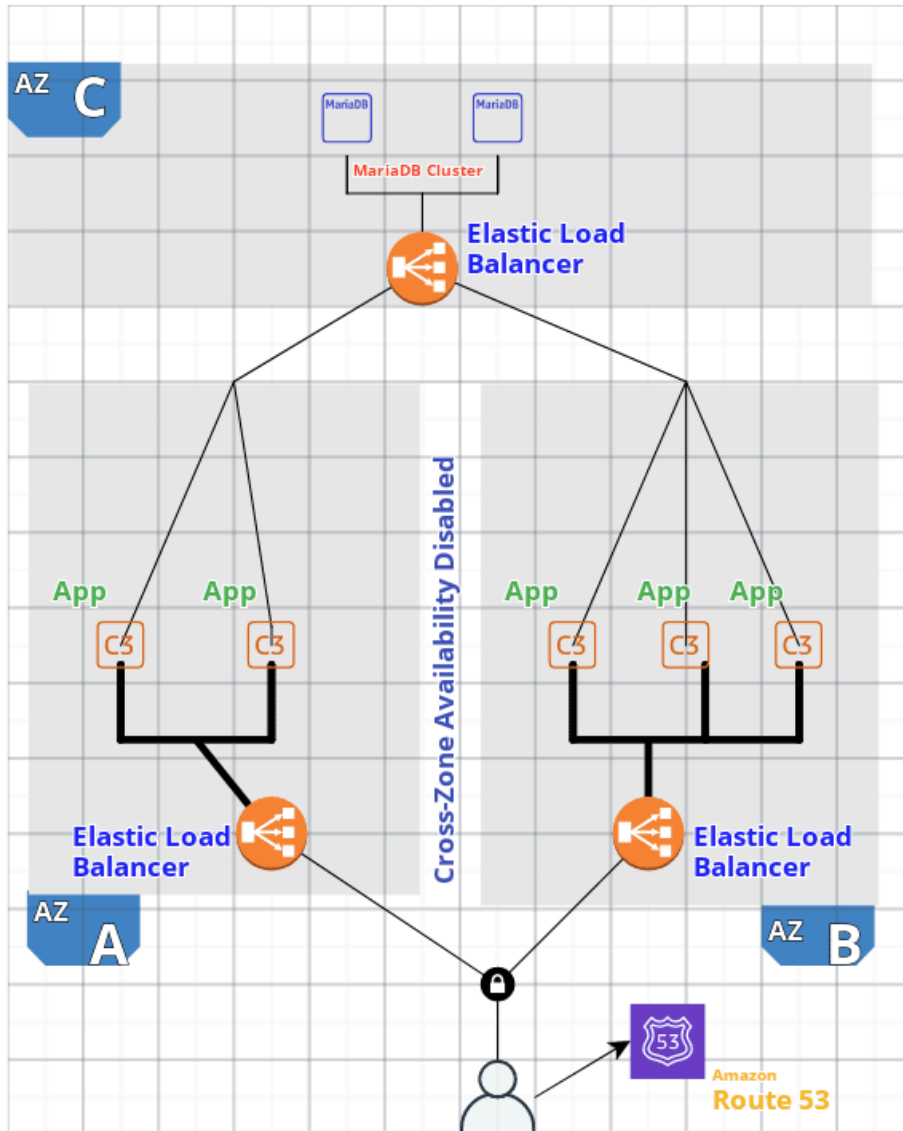 AZ C
MariaDB
MariaDB
MariaDB Cluster
Elastic Load
Balancer
Cross-Zone Availability Disabled
App
App
App
App
App
C3
C3
C3
C3
C3
Elastic Load
Balancer
Elastic Load
Balancer
AZ A
AZ B
53
Amazon
Route 53